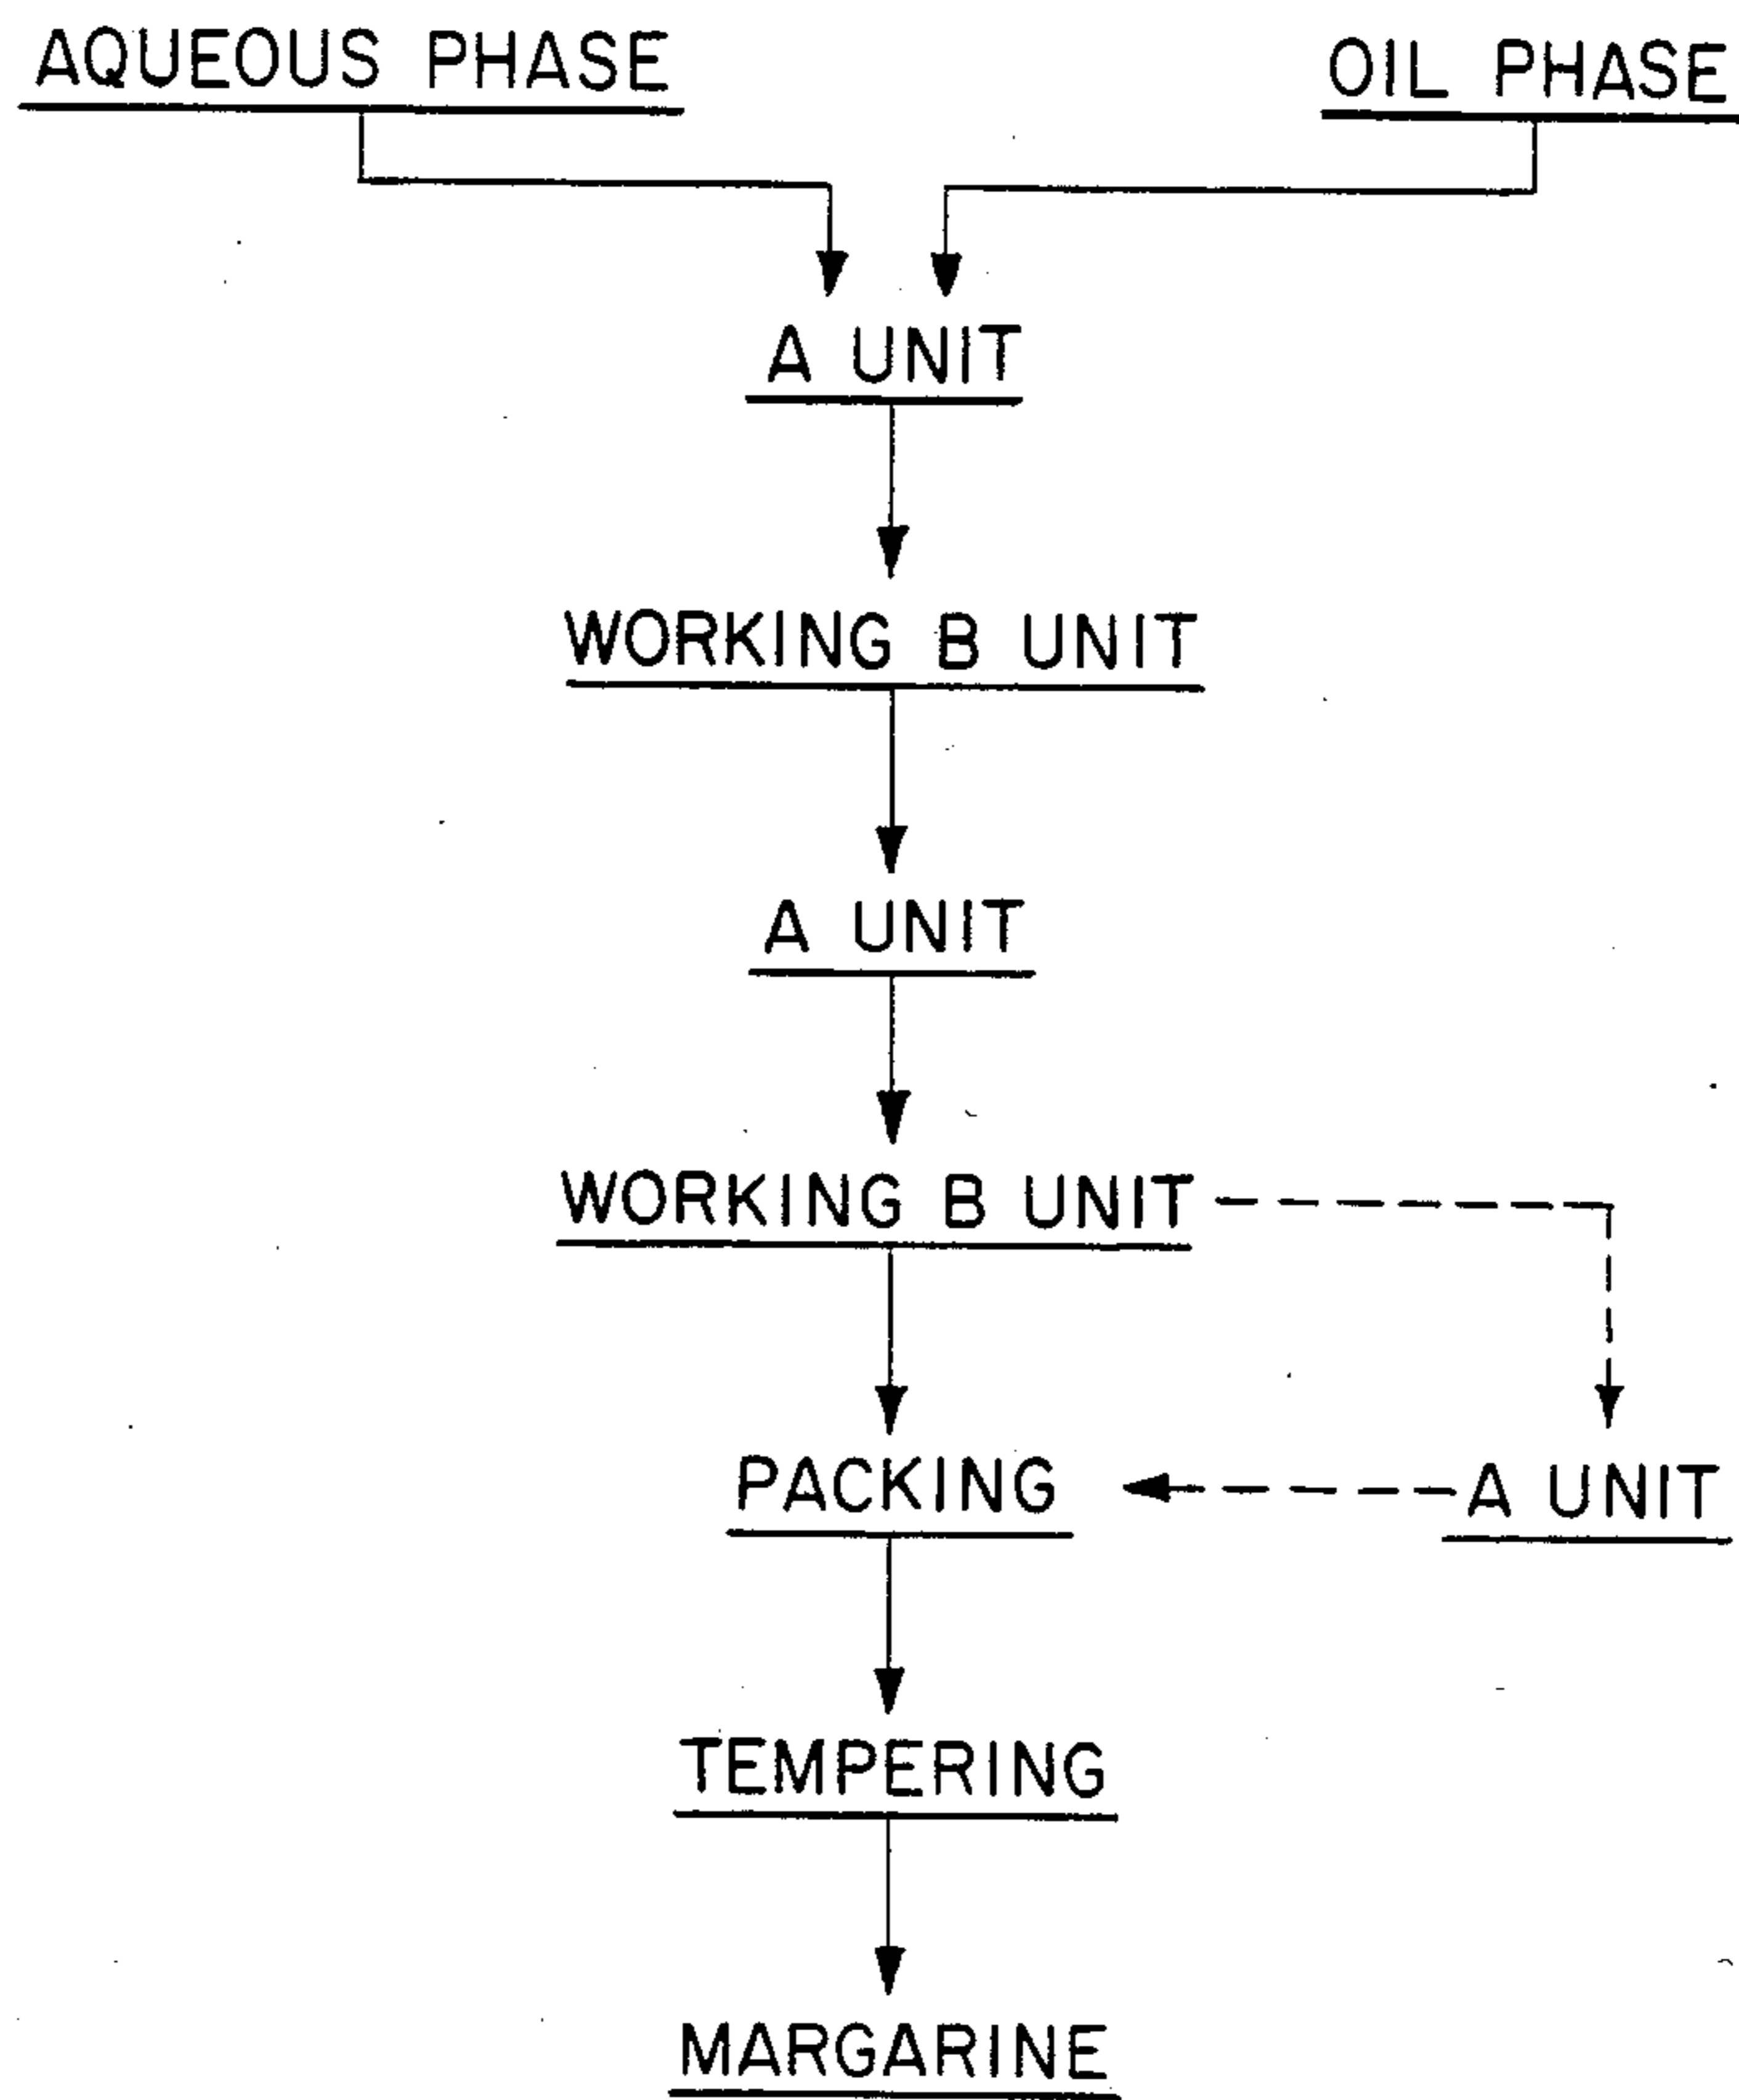 AQUEOUS PHASE
OIL PHASE
A UNIT
WORKING B UNIT
A UNIT
WORKING B UNIT
PACKING
A UNIT
TEMPERING
MARGARINE